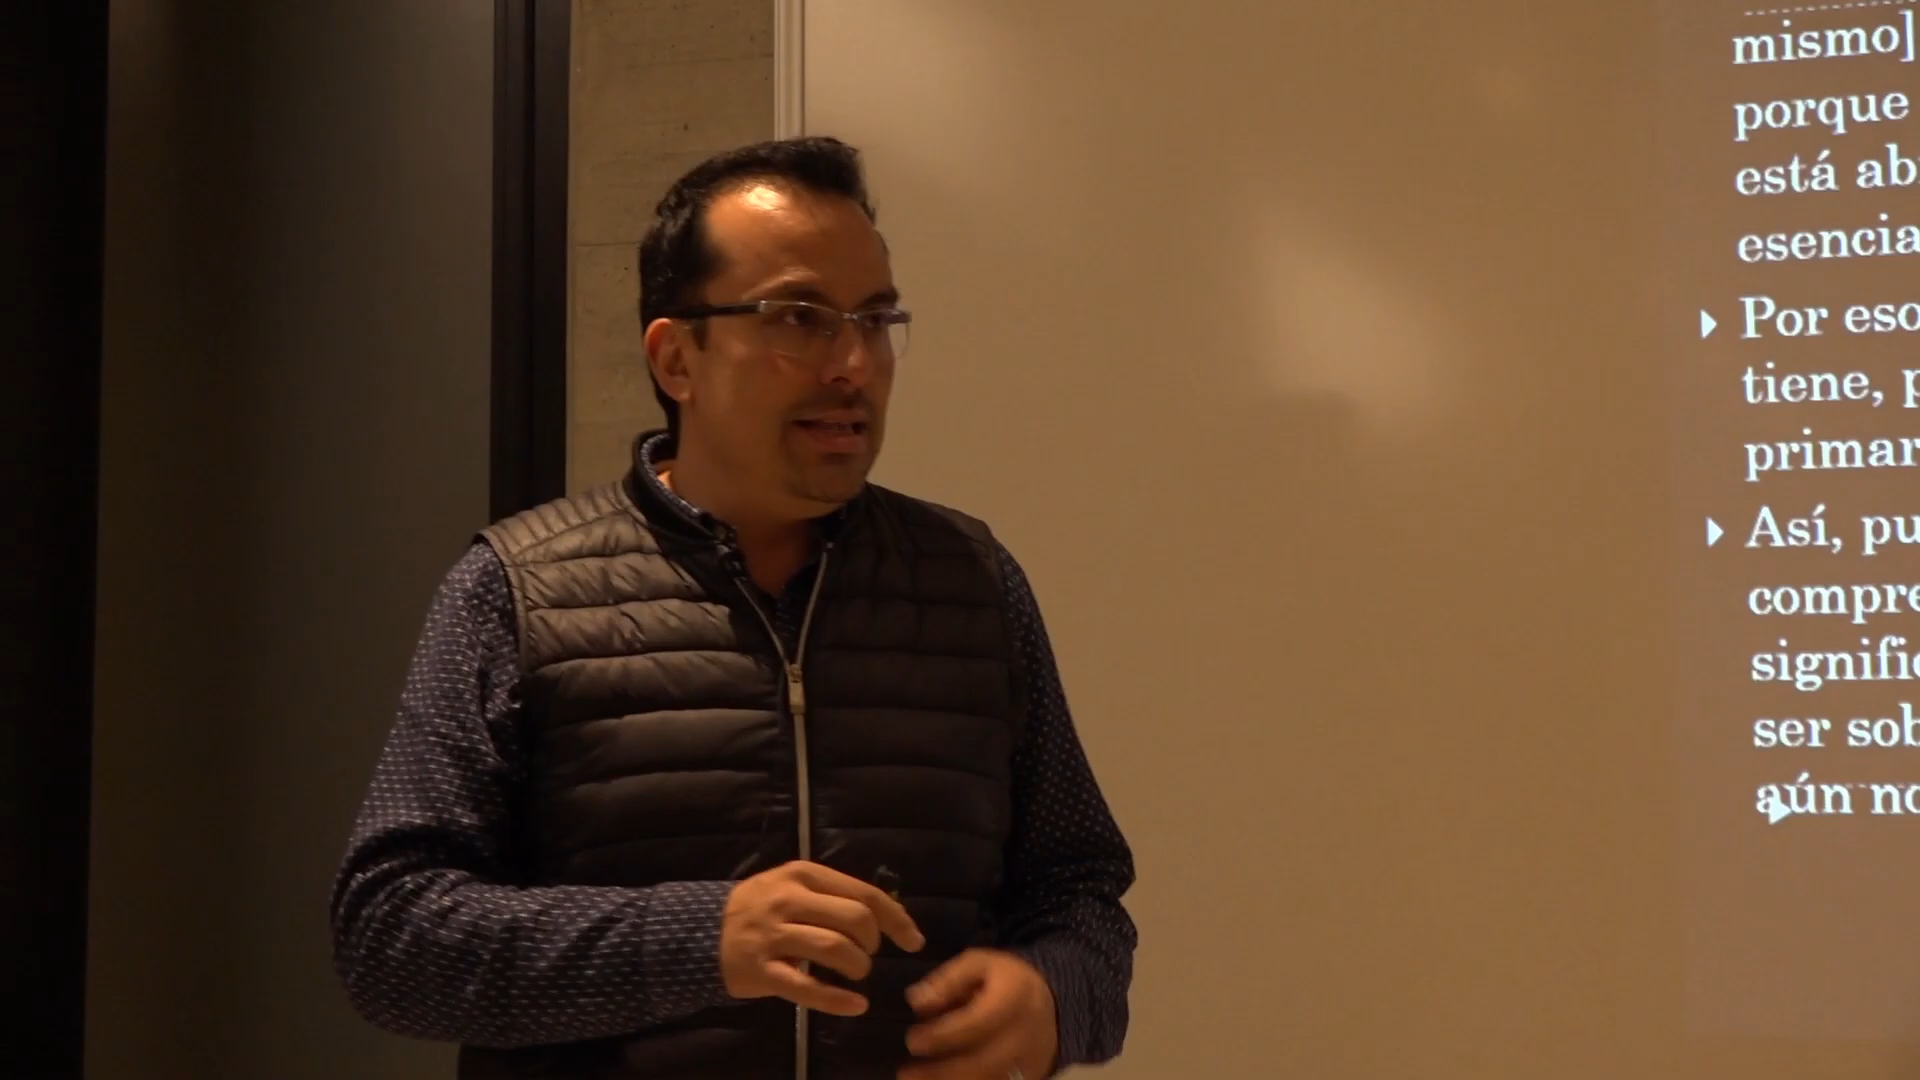 mismo]
porque
está ab
esencia
Por eso
tiene, p
primar
Así, pu
compre
signific
ser sob
aún no